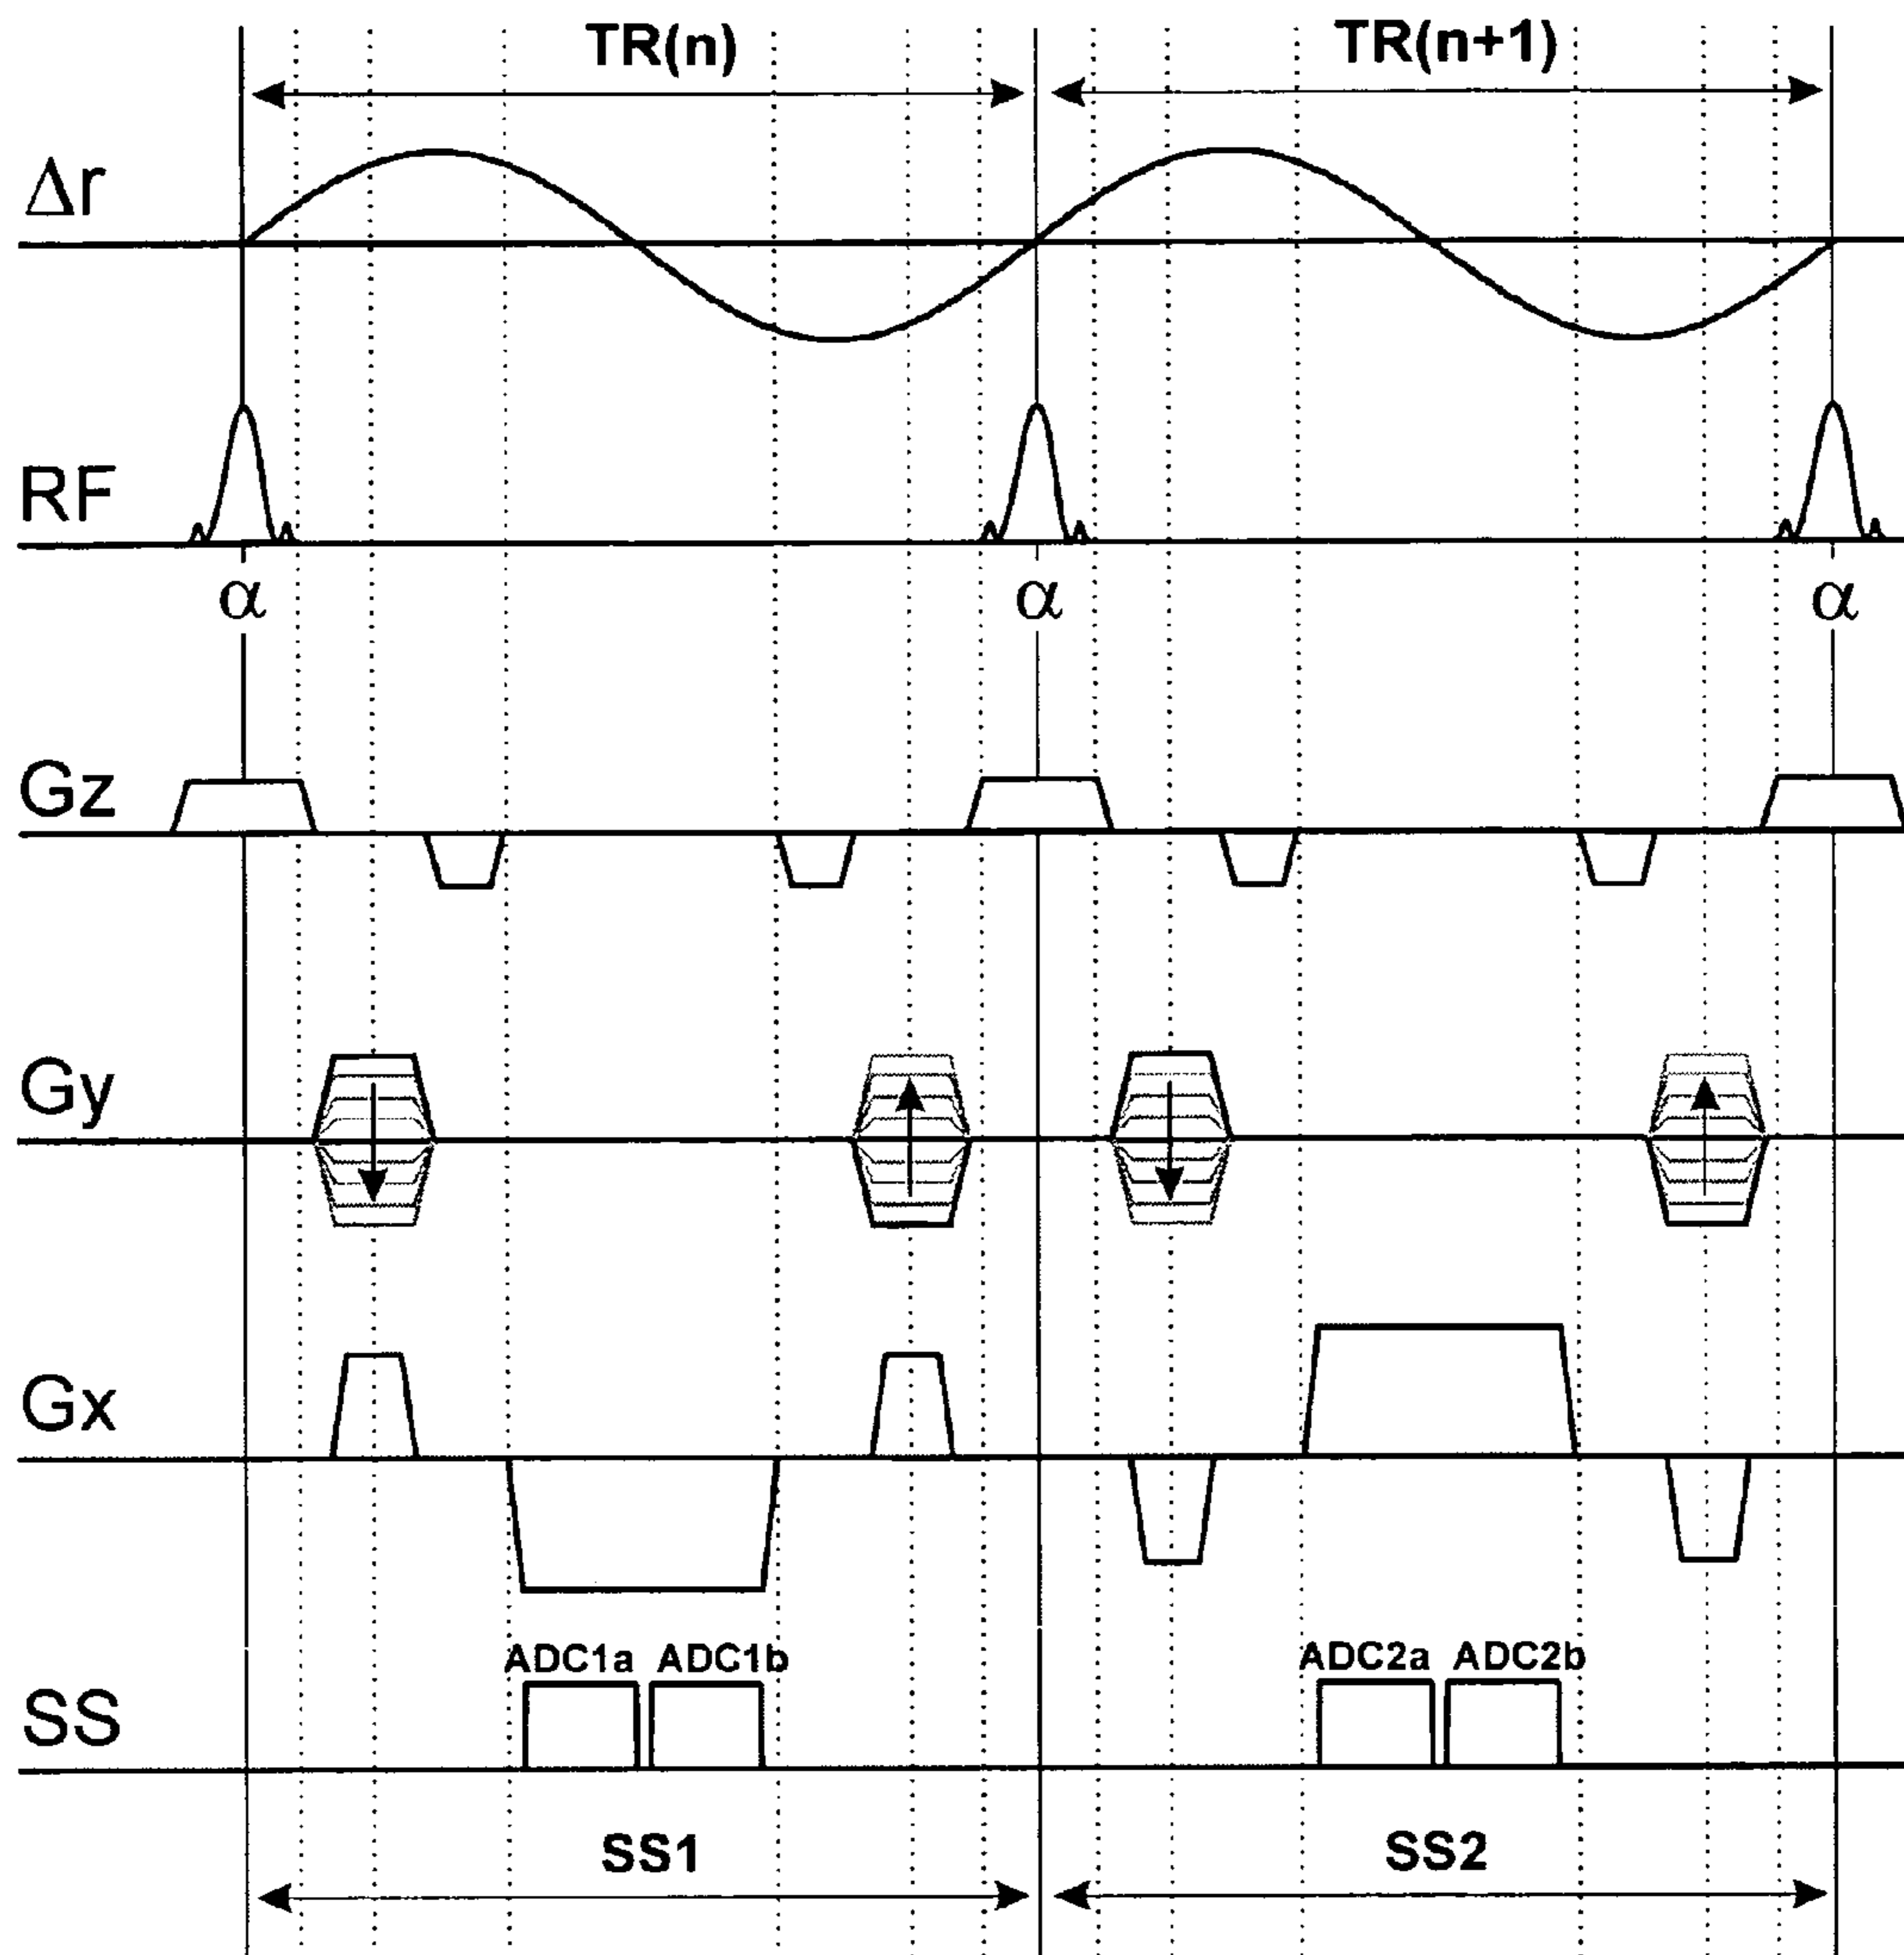 TR(n)
TR(n+1)
Δr
RF
α
α
α
Gz
Gy
Gx
ADC1a
ADC1b
ADC2a
ADC2b
SS
SS1
SS2